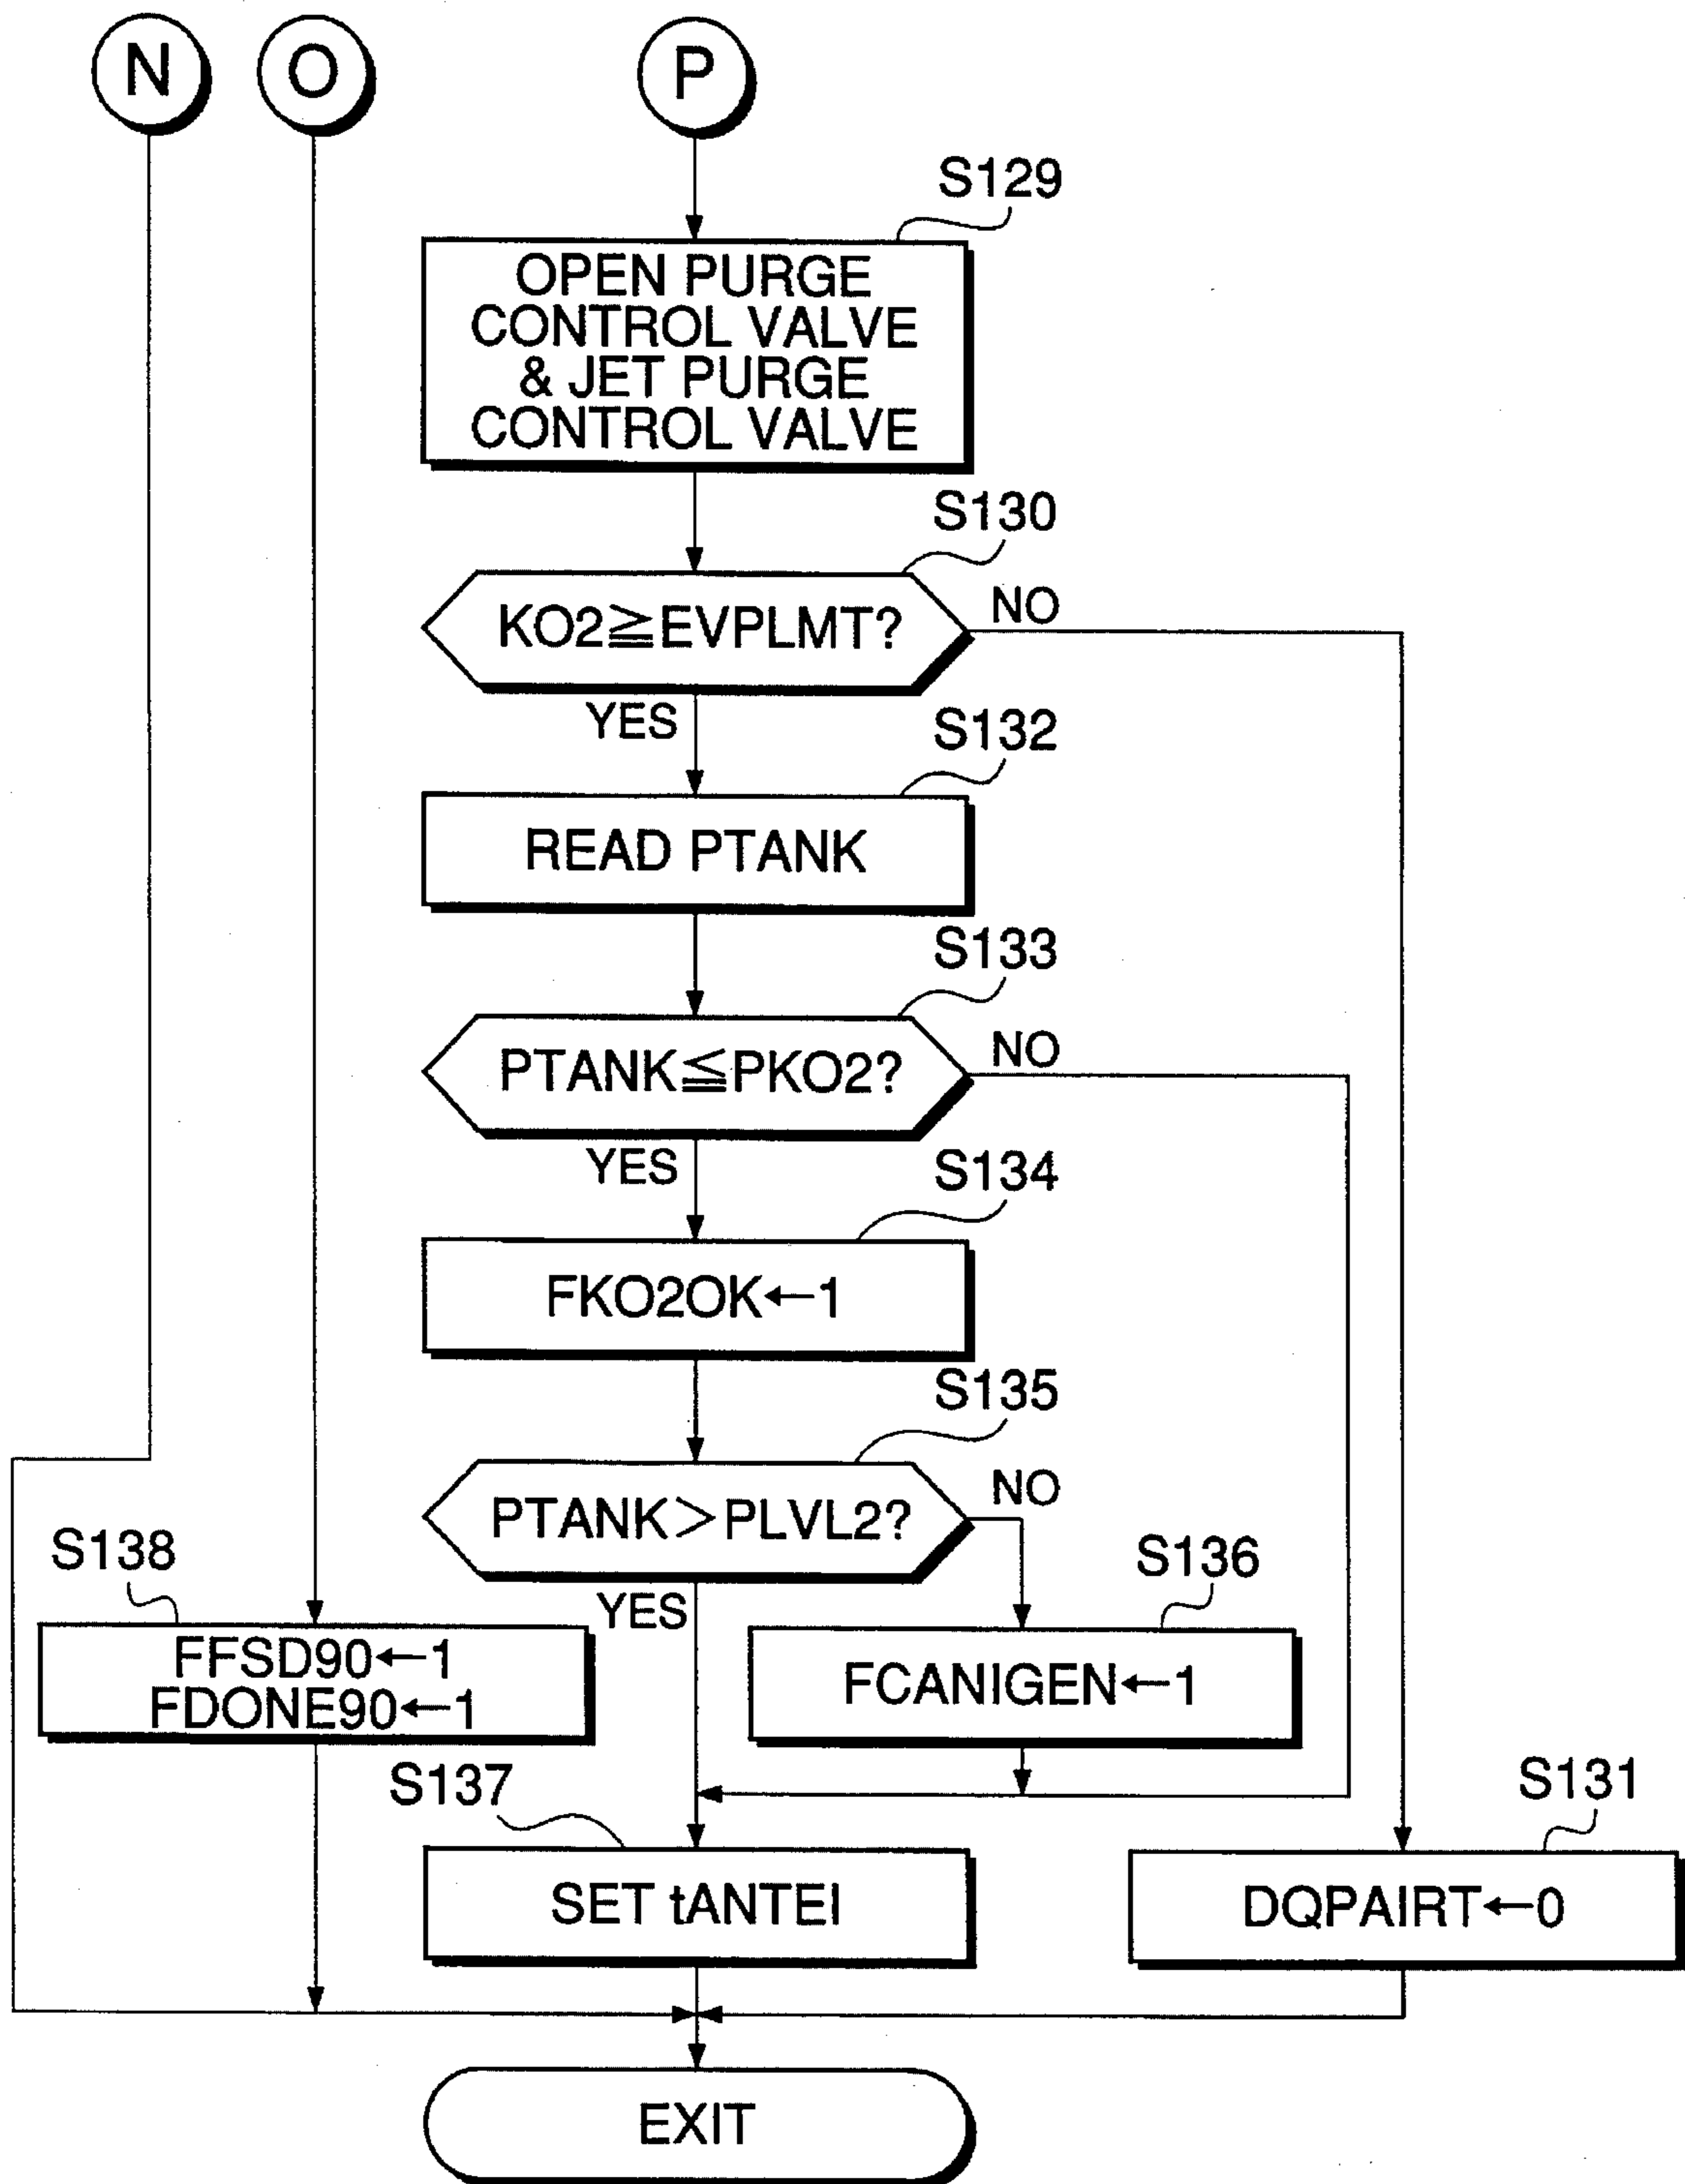 N O P
S129
OPEN PURGE
CONTROL VALVE
& JET PURGE
CONTROL VALVE
S130
KO2≧EVPLMT?
NO
YES
S132
READ PTANK
S133
PTANK≦PKO2?
NO
YES
S134
FKO2OK←1
S135
PTANK>PLVL2?
NO
YES
S138
FFSD90←1
FDONE90←1
S136
FCANIGEN←1
S137
SET tANTEI
S131
DQPAIRT←0
EXIT